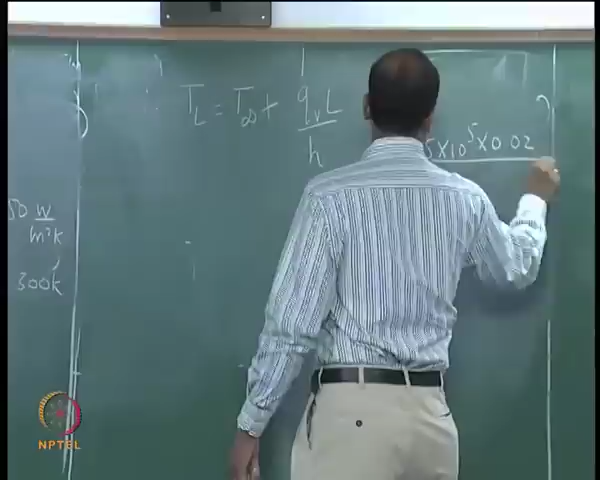 T_L = T_∞ + q_v L / h
5 X 10^5 X 0.02
50 W / m²K
300K
NPTEL